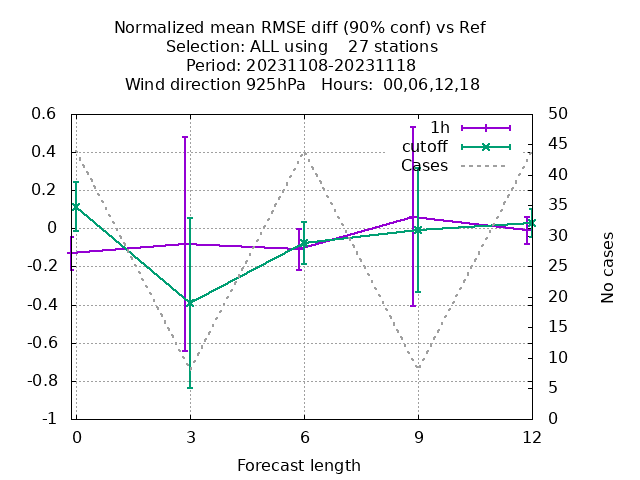 Normalized mean RMSE diff (90% conf) vs Ref
Selection: ALL using    27 stations
Period: 20231108-20231118
Wind direction 925hPa   Hours:  00,06,12,18
1h
cutoff
Cases
0.6
0.4
0.2
0
-0.2
-0.4
-0.6
-0.8
-1
50
45
40
35
30
25
20
15
10
5
0
No cases
0 3 6 9 12
Forecast length